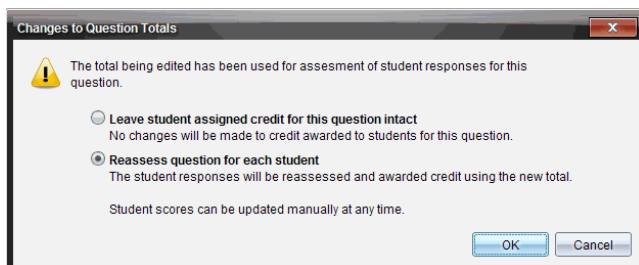 Changes to Question Totals
The total being edited has been used for assesment of student responses for this
question.
Leave student assigned credit for this question intact
No changes will be made to credit awarded to students for this question.
Reassess question for each student
The student responses will be reassessed and awarded credit using the new total.
Student scores can be updated manually at any time.
OK Cancel